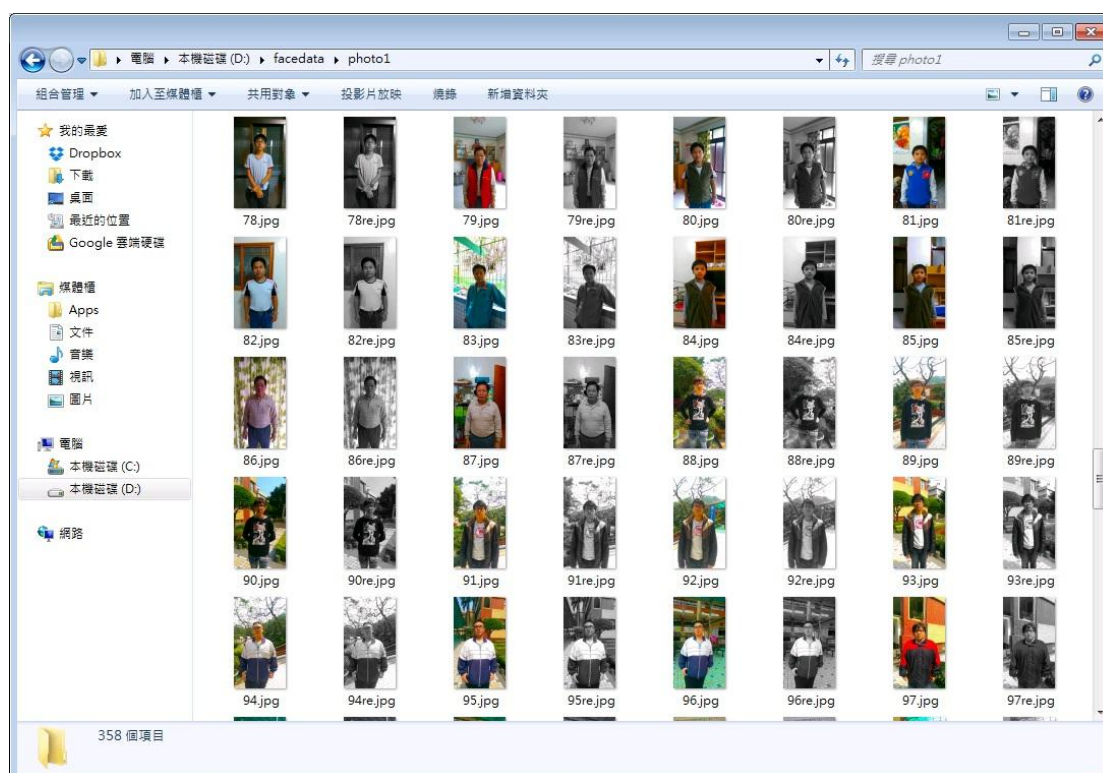 電腦 ▸ 本機磁碟 (D:) ▸ facedata ▸ photo1
搜尋 photo1
組合管理 加入至媒體櫃 共用對象 投影片放映 燒錄 新增資料夾
我的最愛
Dropbox
下載
桌面
最近的位置
Google 雲端硬碟
媒體櫃
Apps
文件
音樂
視訊
圖片
電腦
本機磁碟 (C:)
本機磁碟 (D:)
網路
78.jpg 78re.jpg 79.jpg 79re.jpg 80.jpg 80re.jpg 81.jpg 81re.jpg
82.jpg 82re.jpg 83.jpg 83re.jpg 84.jpg 84re.jpg 85.jpg 85re.jpg
86.jpg 86re.jpg 87.jpg 87re.jpg 88.jpg 88re.jpg 89.jpg 89re.jpg
90.jpg 90re.jpg 91.jpg 91re.jpg 92.jpg 92re.jpg 93.jpg 93re.jpg
94.jpg 94re.jpg 95.jpg 95re.jpg 96.jpg 96re.jpg 97.jpg 97re.jpg
358 個項目